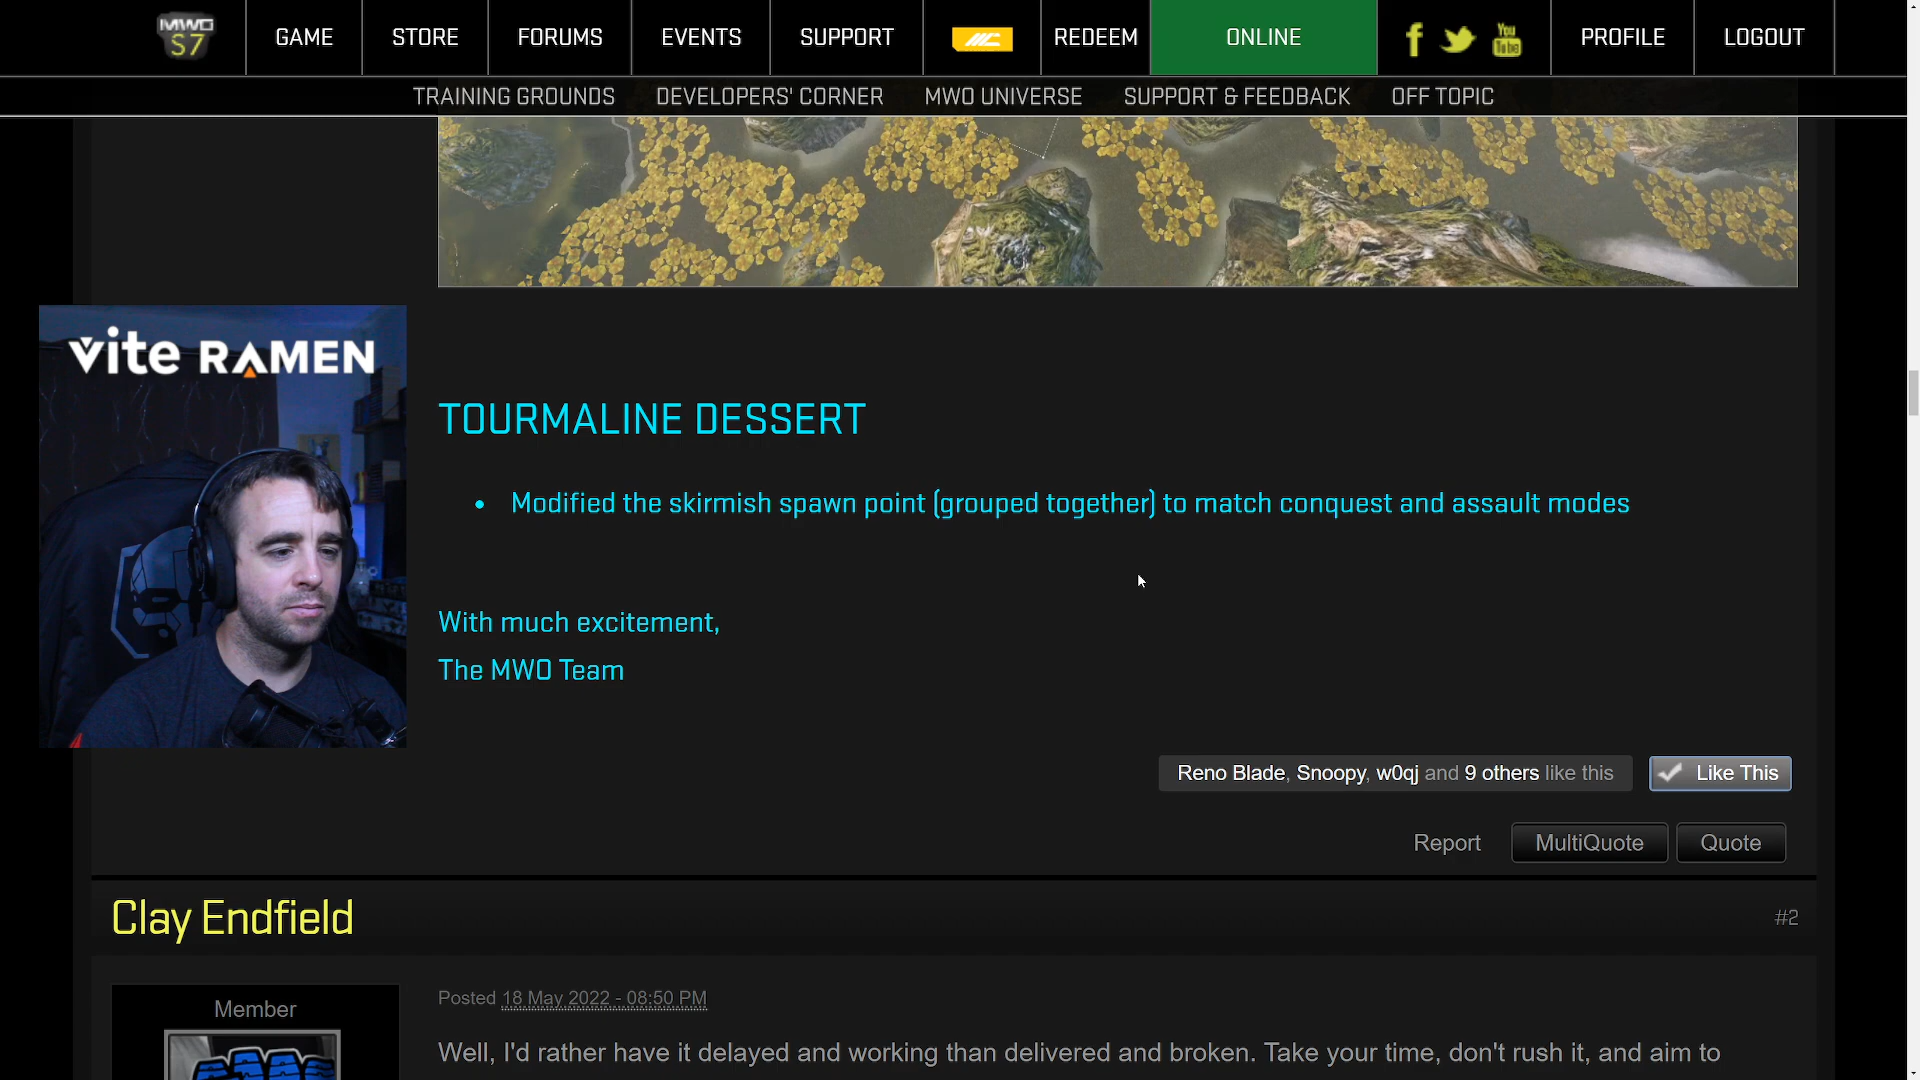 MWO
S7
GAME
STORE
FORUMS
EVENTS
SUPPORT
MC
REDEEM
ONLINE
f
You
Tube
PROFILE
LOGOUT
TRAINING GROUNDS
DEVELOPERS' CORNER
MWO UNIVERSE
SUPPORT & FEEDBACK
OFF TOPIC
vite RAMEN
TOURMALINE DESSERT
• Modified the skirmish spawn point (grouped together) to match conquest and assault modes
With much excitement,
The MWO Team
Reno Blade, Snoopy, w0qj and 9 others like this
Like This
Report
MultiQuote
Quote
Clay Endfield
#2
Member
Posted 18 May 2022 - 08:50 PM
Well, I'd rather have it delayed and working than delivered and broken. Take your time, don't rush it, and aim to